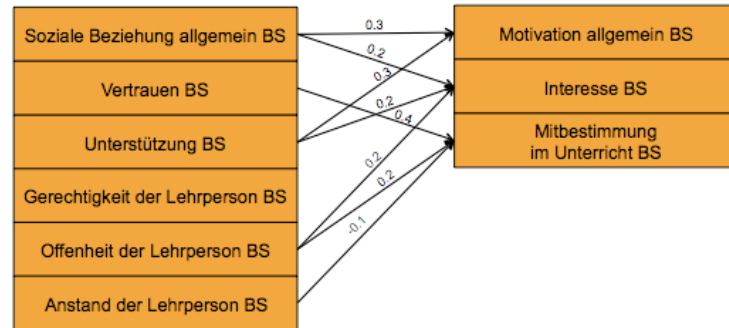 Soziale Beziehung allgemein BS
Vertrauen BS
Unterstützung BS
Gerechtigkeit der Lehrperson BS
Offenheit der Lehrperson BS
Anstand der Lehrperson BS
0.3
0.2
0.3
0.2
0.4
0.2
0.2
-0.1
Motivation allgemein BS
Interesse BS
Mitbestimmung
im Unterricht BS